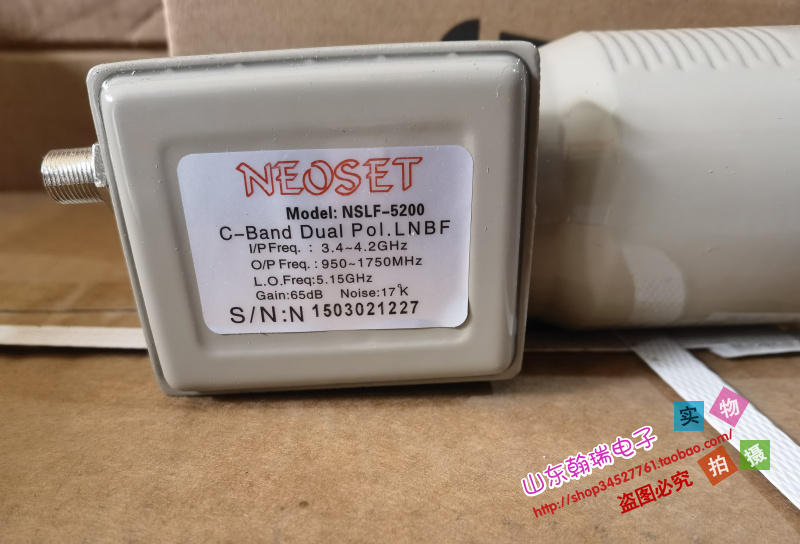 NEOSET
Model: NSLF-5200
C-Band Dual Pol.LNBF
I/P Freq. : 3.4~4.2GHz
O/P Freq.: 950~1750MHz
L.O.Freq:5.15GHz
Gain:65dB Noise:17°K
S/N:N 1503021227
实物
拍摄
山东翰瑞电子
http://shop34527761.taobao.com/
盗图必究